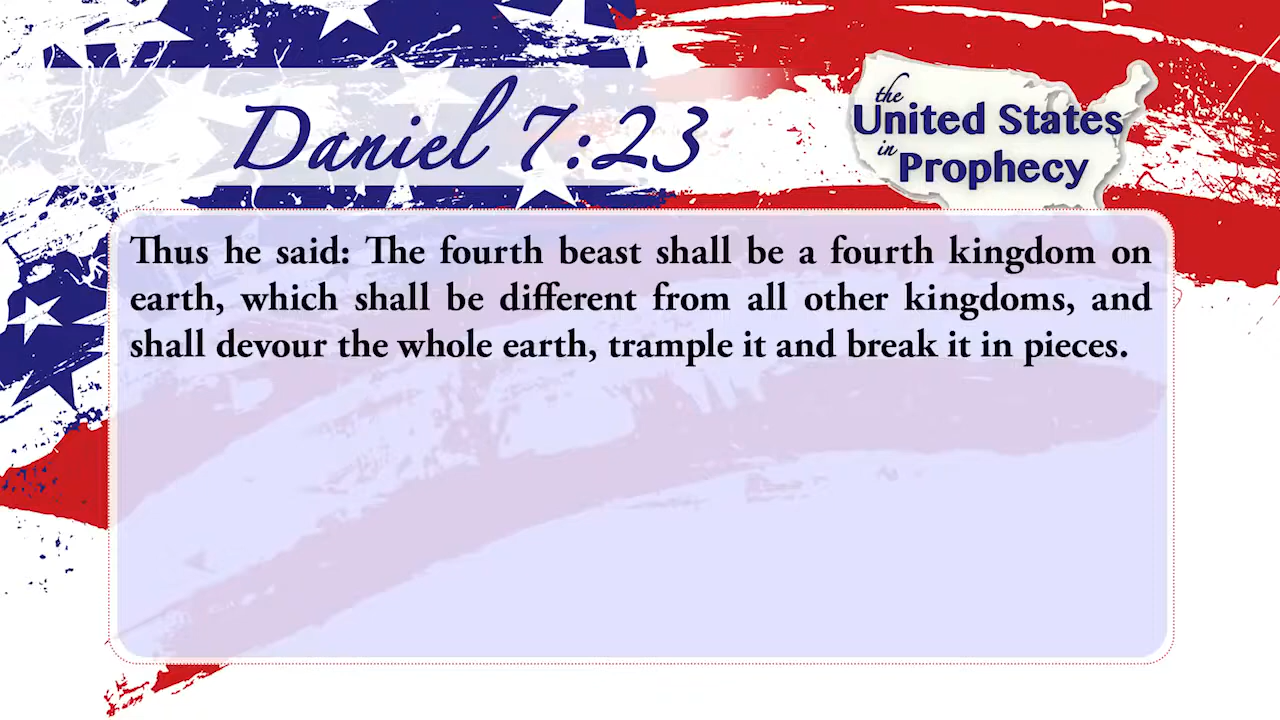 Daniel 7:23
the
United States
in
Prophecy
Thus he said: The fourth beast shall be a fourth kingdom on
earth, which shall be different from all other kingdoms, and
shall devour the whole earth, trample it and break it in pieces.